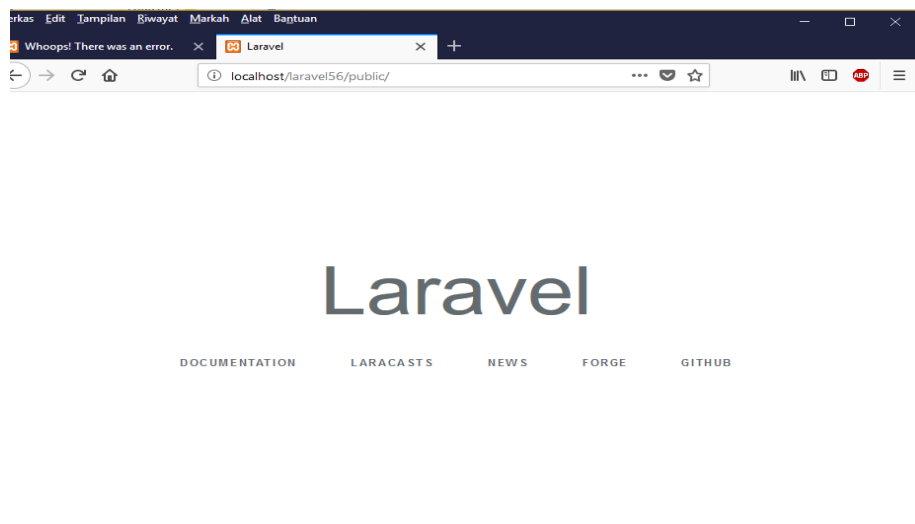 erkas Edit Tampilan Riwayat Markah Alat Bantuan
Whoops! There was an error. Laravel
localhost/laravel56/public/
ABP
Laravel
DOCUMENTATION LARACASTS NEWS FORGE GITHUB